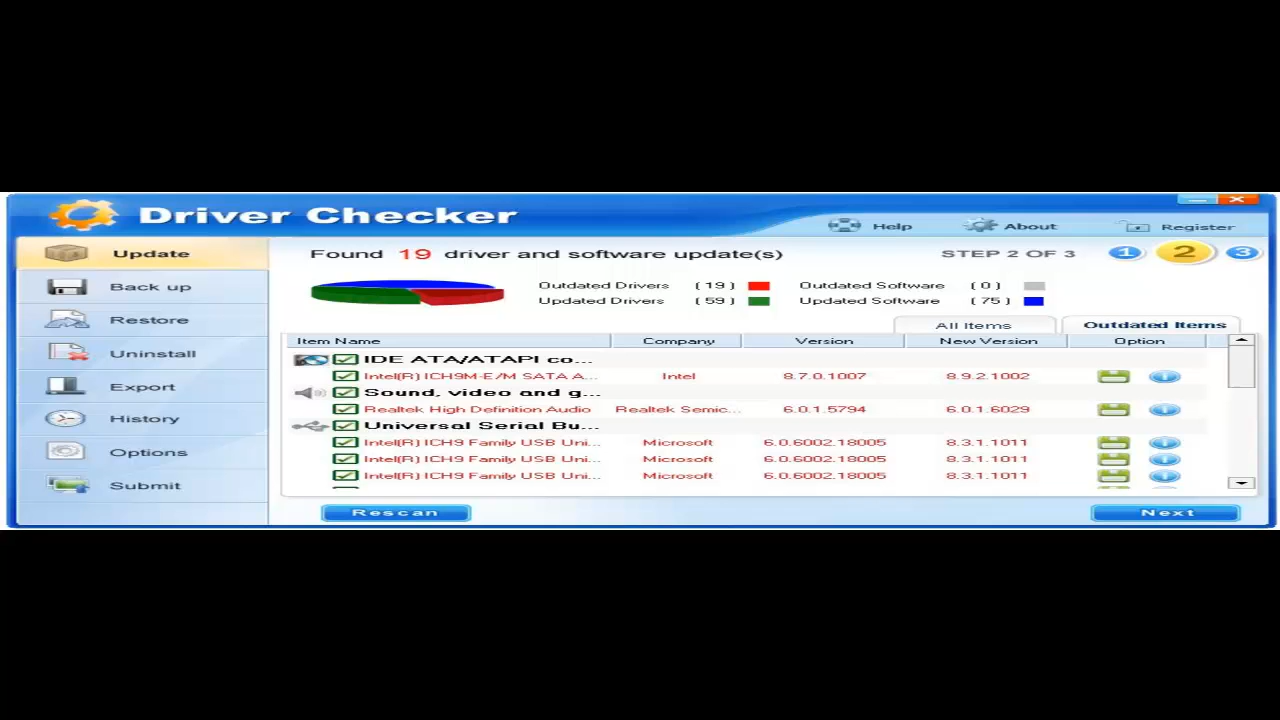 Driver Checker
Help About Register
Update
Back up
Restore
Uninstall
Export
History
Options
Submit
Found 19 driver and software update(s)
STEP 2 OF 3 1 2 3
Outdated Drivers (19) Outdated Software (0)
Updated Drivers (59) Updated Software (75)
All Items Outdated Items
Item Name Company Version New Version Option
IDE ATA/ATAPI co...
Intel(R) ICH9M-E/M SATA A... Intel 8.7.0.1007 8.9.2.1002
Sound, video and g...
Realtek High Definition Audio Realtek Semic... 6.0.1.5794 6.0.1.6029
Universal Serial Bu...
Intel(R) ICH9 Family USB Uni... Microsoft 6.0.6002.18005 8.3.1.1011
Intel(R) ICH9 Family USB Uni... Microsoft 6.0.6002.18005 8.3.1.1011
Intel(R) ICH9 Family USB Uni... Microsoft 6.0.6002.18005 8.3.1.1011
Rescan Next